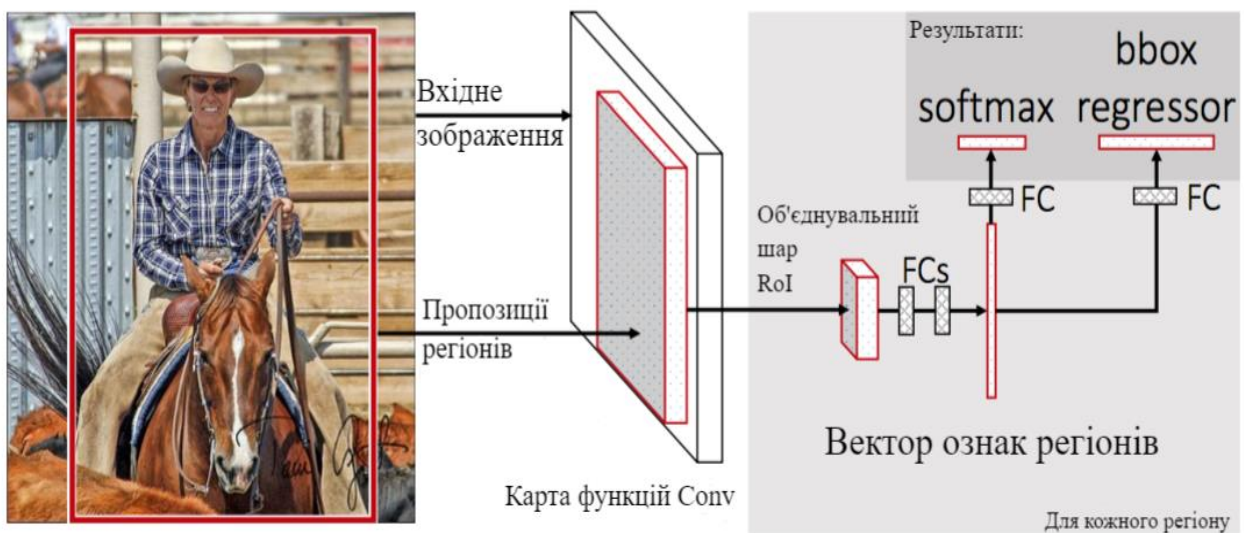 Вхідне
зображення
Пропозиції
регіонів
Карта функцій Conv
Об'єднувальний
шар
RoI
FCs
Результати:
softmax
bbox
regressor
FC
FC
Вектор ознак регіонів
Для кожного регіону